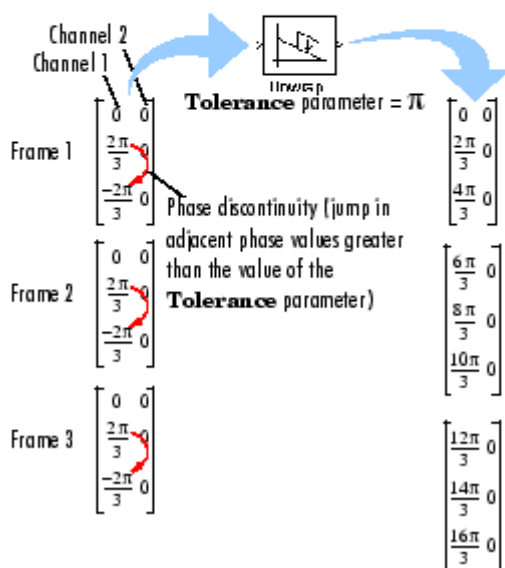 Channel 2
Channel 1
Unwrap
Tolerance parameter = π
Frame 1
0 0
2π/3 0
-2π/3 0
Phase discontinuity (jump in
adjacent phase values greater
than the value of the
Tolerance parameter)
Frame 2
0 0
2π/3 0
-2π/3 0
Frame 3
0 0
2π/3 0
-2π/3 0
0 0
2π/3 0
4π/3 0
6π/3 0
8π/3 0
10π/3 0
12π/3 0
14π/3 0
16π/3 0